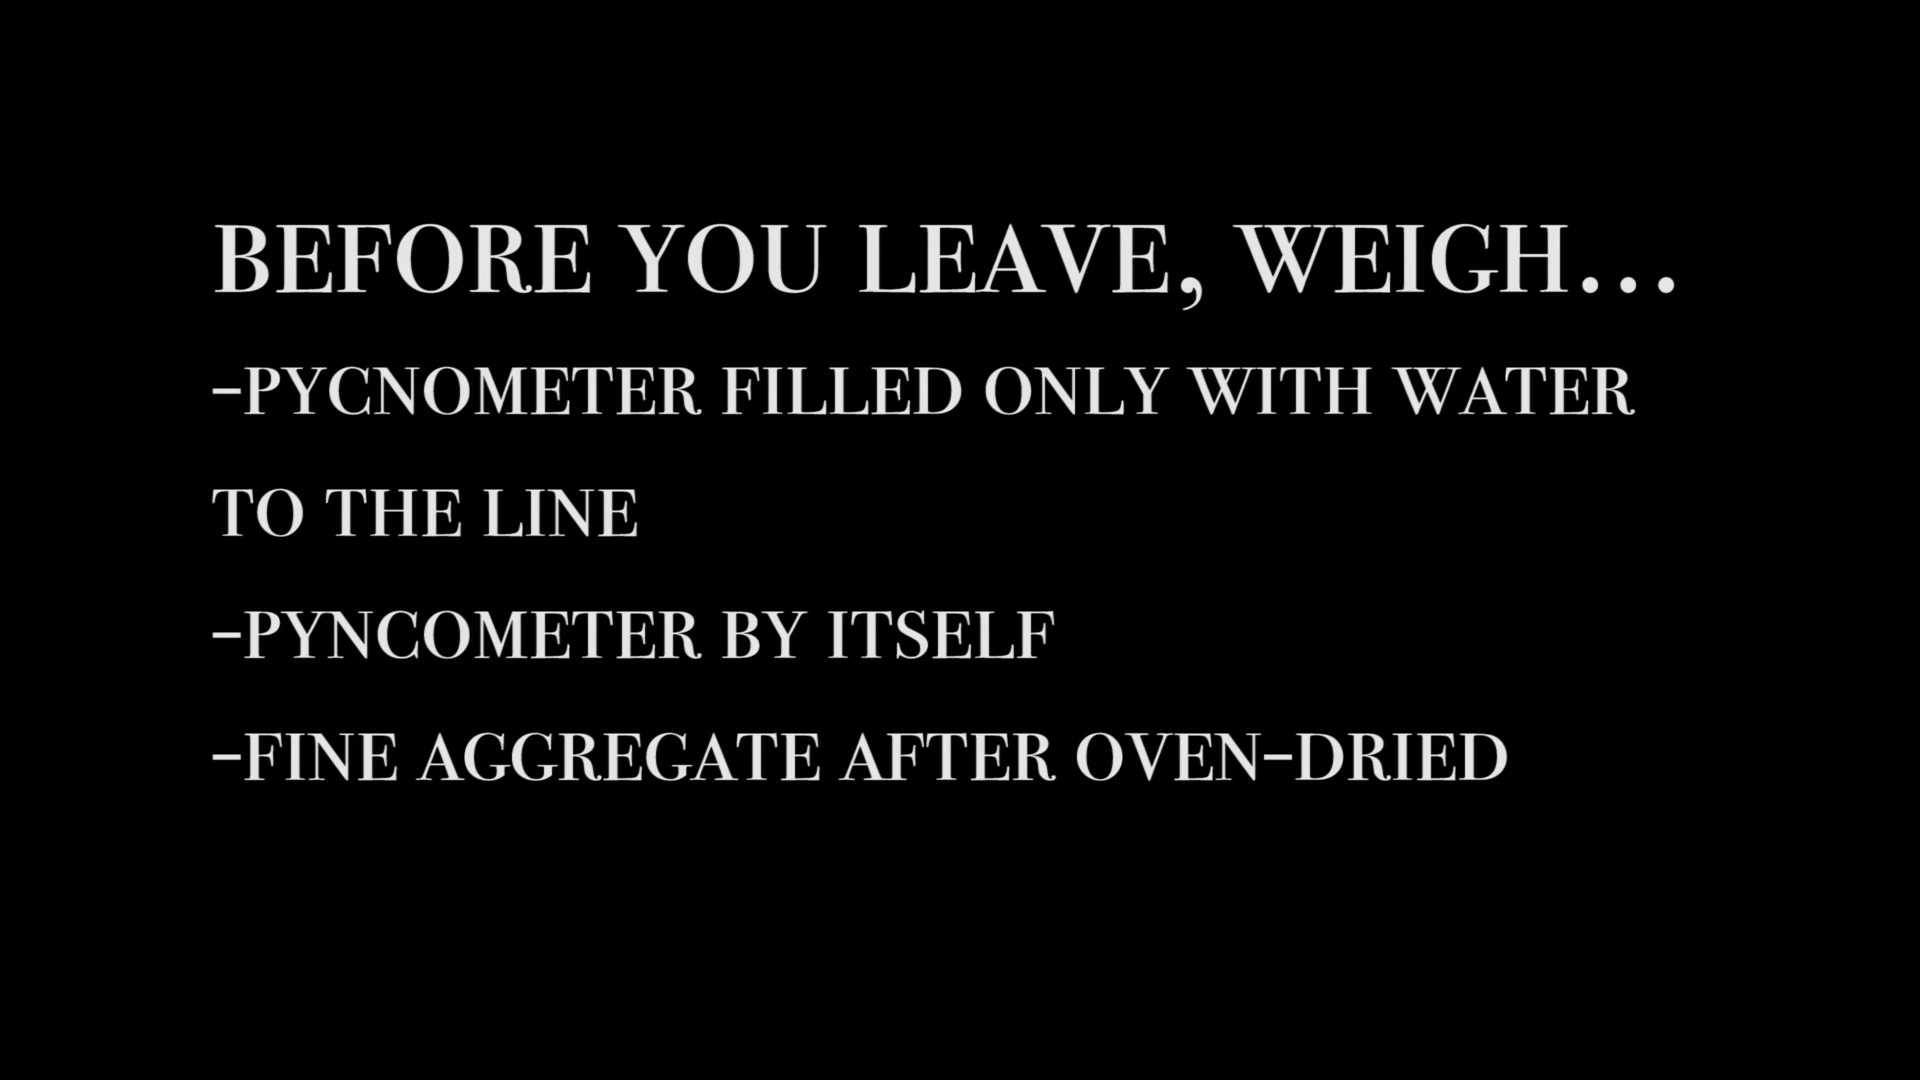 BEFORE YOU LEAVE, WEIGH...
-PYCNOMETER FILLED ONLY WITH WATER
TO THE LINE
-PYNCOMETER BY ITSELF
-FINE AGGREGATE AFTER OVEN-DRIED